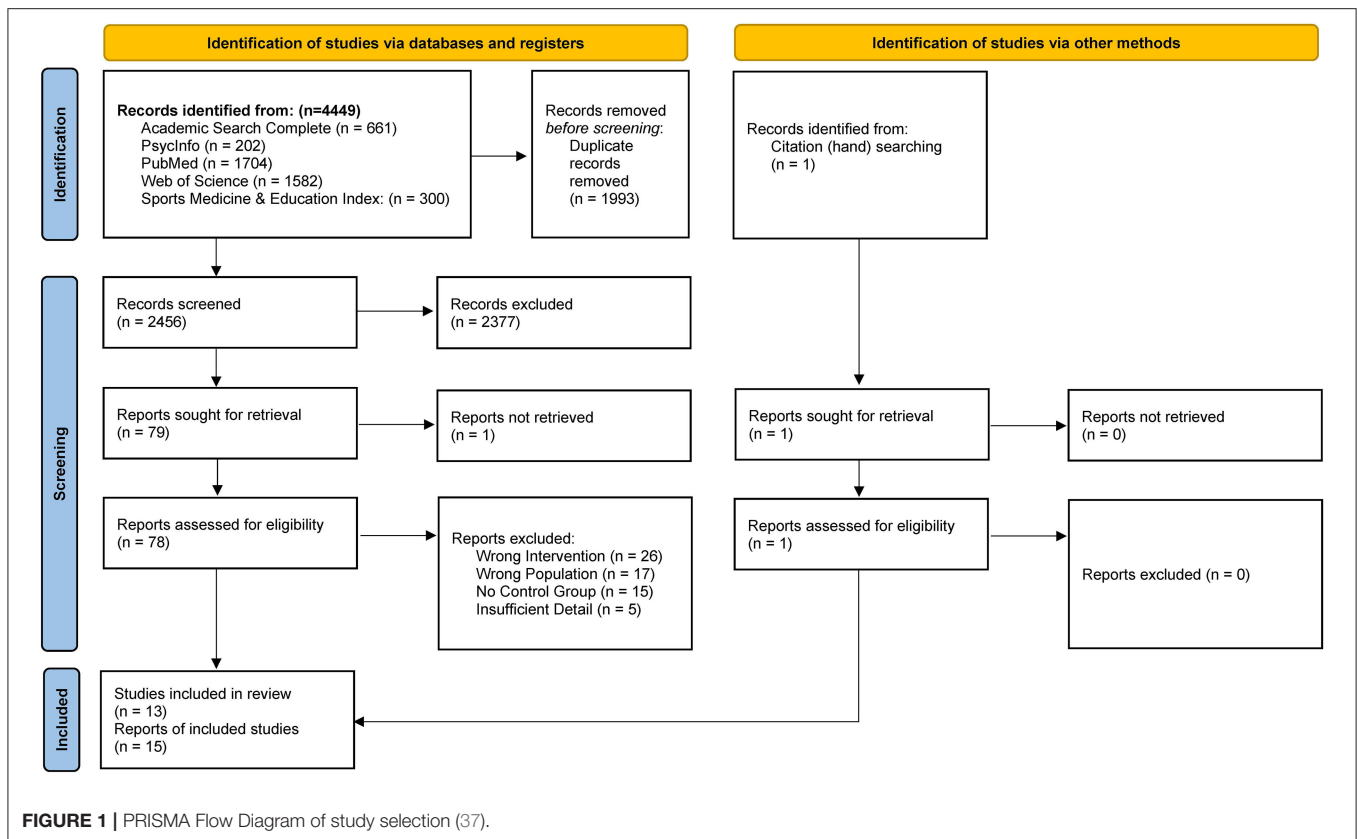 Identification of studies via databases and registers
Identification of studies via other methods
Identification
Records identified from: (n=4449)
Academic Search Complete (n = 661)
PsycInfo (n = 202)
PubMed (n = 1704)
Web of Science (n = 1582)
Sports Medicine & Education Index: (n = 300)
Records removed
before screening:
Duplicate
records
removed
(n = 1993)
Records identified from:
Citation (hand) searching
(n = 1)
Screening
Records screened
(n = 2456)
Records excluded
(n = 2377)
Reports sought for retrieval
(n = 79)
Reports not retrieved
(n = 1)
Reports sought for retrieval
(n = 1)
Reports not retrieved
(n = 0)
Reports assessed for eligibility
(n = 78)
Reports excluded:
Wrong Intervention (n = 26)
Wrong Population (n = 17)
No Control Group (n = 15)
Insufficient Detail (n = 5)
Reports assessed for eligibility
(n = 1)
Reports excluded (n = 0)
Included
Studies included in review
(n = 13)
Reports of included studies
(n = 15)
FIGURE 1 | PRISMA Flow Diagram of study selection (37).